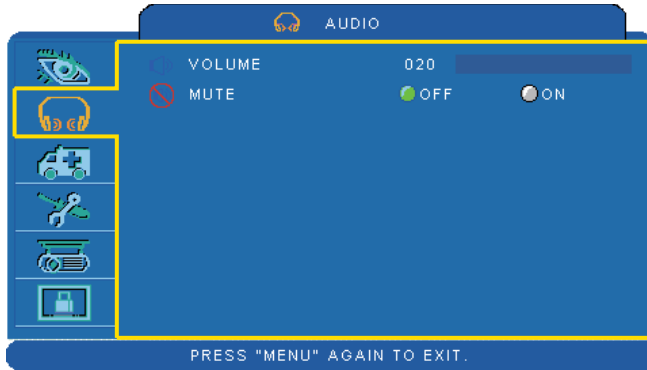 AUDIO
VOLUME 020
MUTE OFF ON
PRESS "MENU" AGAIN TO EXIT.